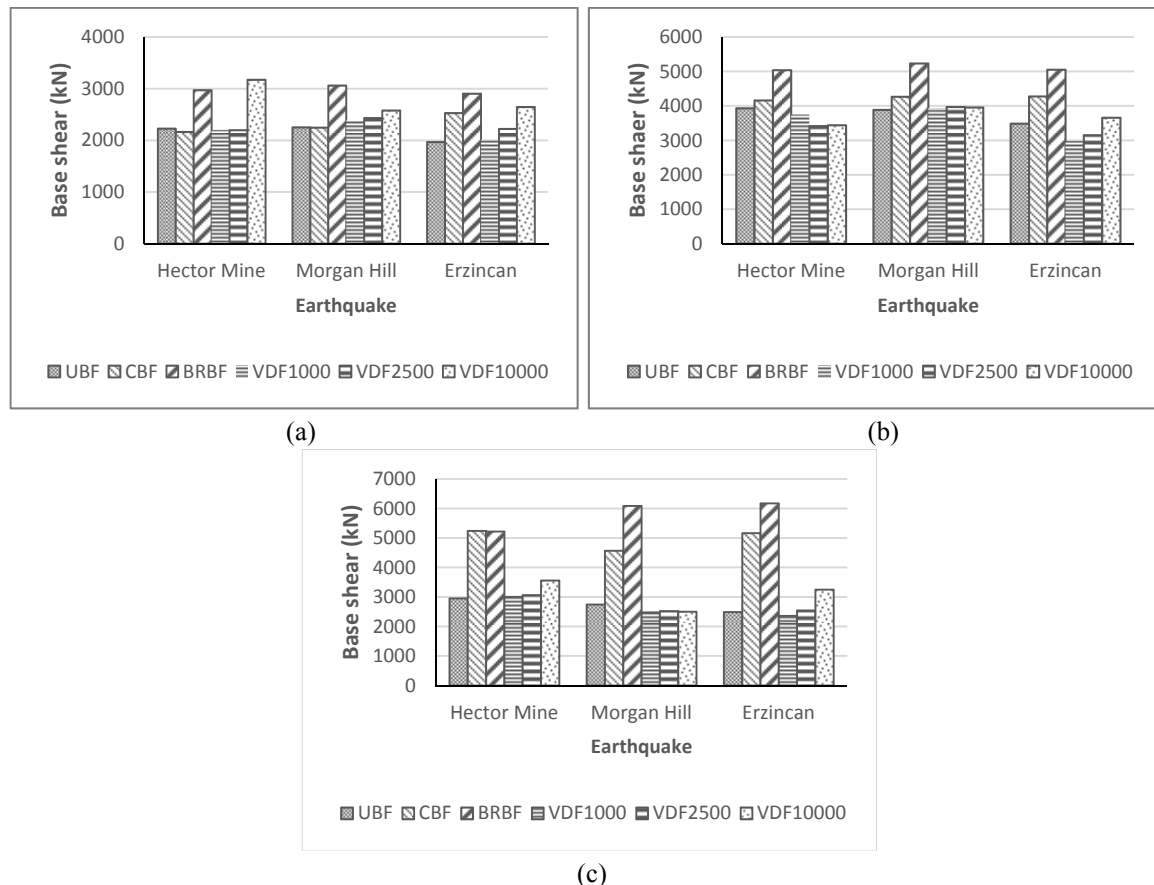 4000
3000
2000
1000
0
Base shear (kN)
Hector Mine Morgan Hill Erzincan
Earthquake
UBF CBF BRBF VDF1000 VDF2500 VDF10000
(a)
6000
5000
4000
3000
2000
1000
0
Base shaer (kN)
Hector Mine Morgan Hill Erzincan
Earthquake
UBF CBF BRBF VDF1000 VDF2500 VDF10000
(b)
7000
6000
5000
4000
3000
2000
1000
0
Base shear (kN)
Hector Mine Morgan Hill Erzincan
Earthquake
UBF CBF BRBF VDF1000 VDF2500 VDF10000
(c)